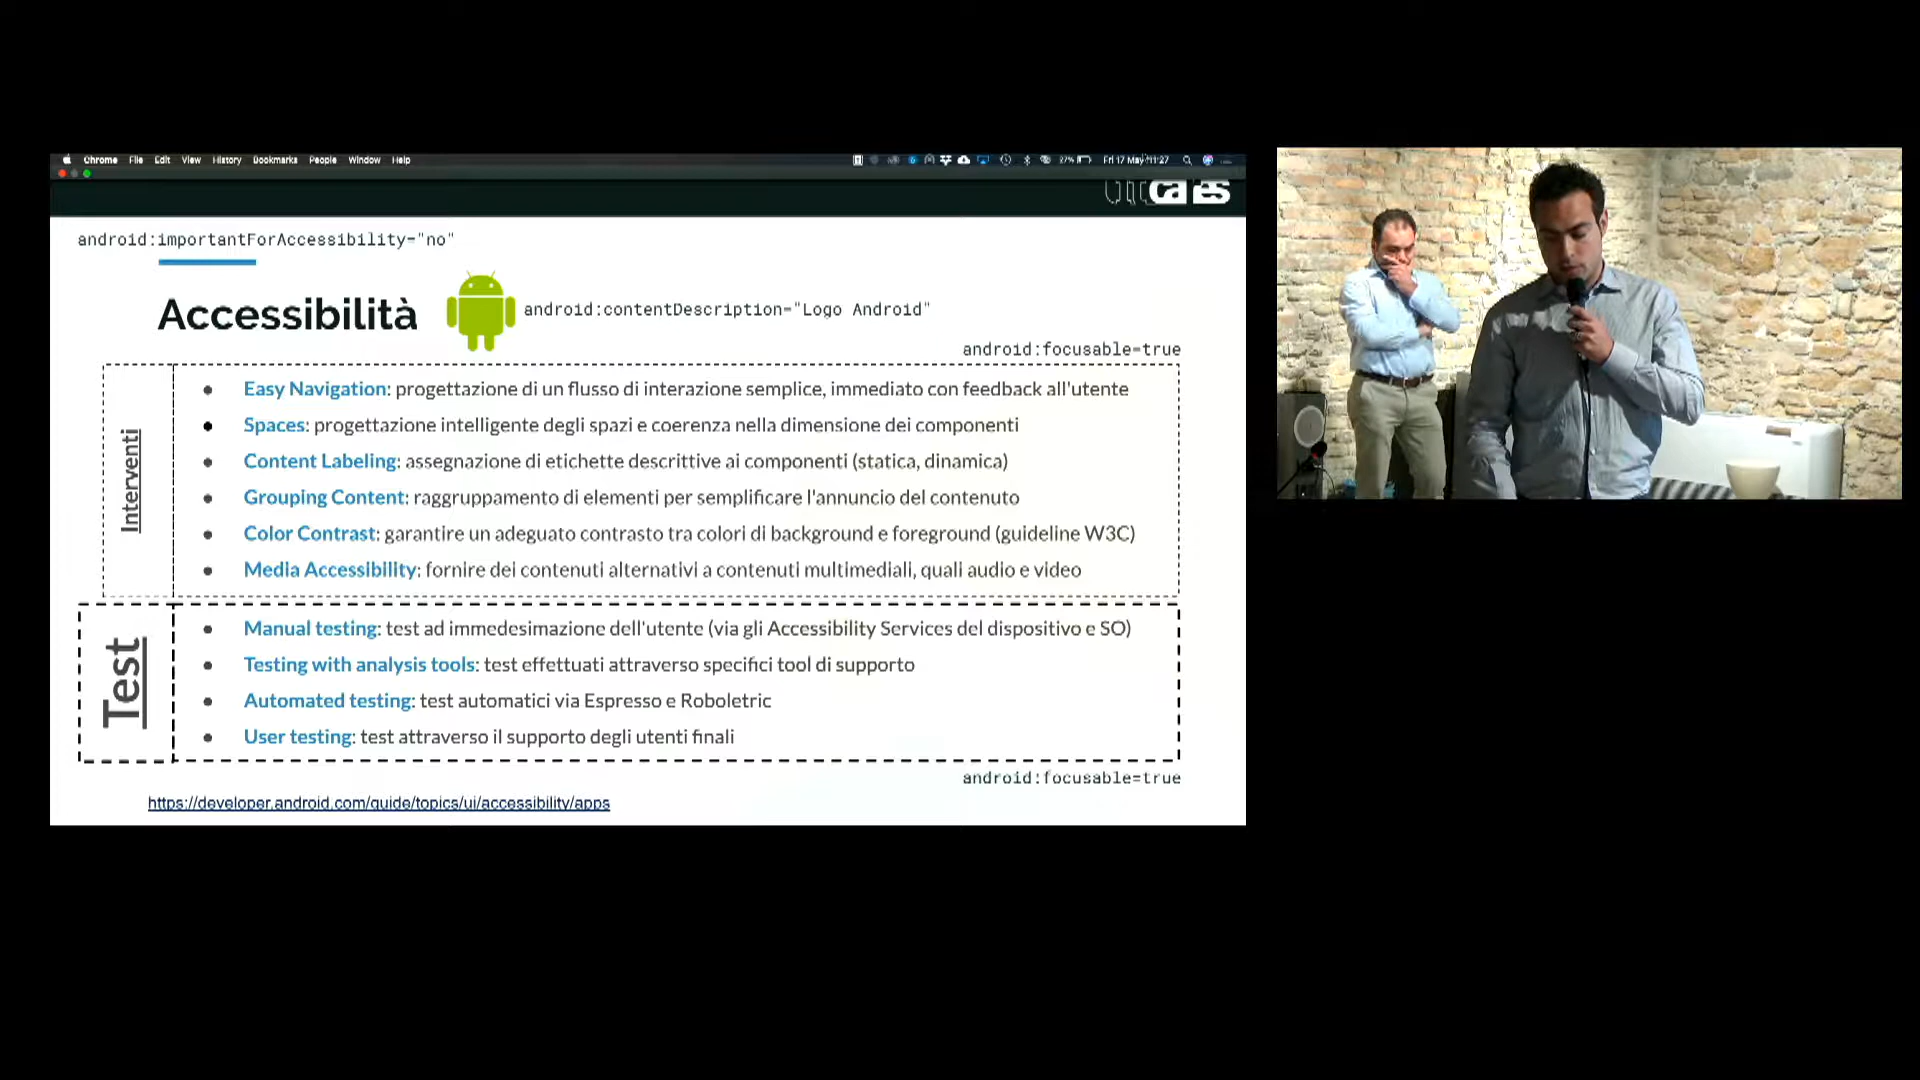 Chrome File Edit View History Bookmarks People Window Help
27% Fri 17 May 11:27
android:importantForAccessibility="no"
Accessibilità
android:contentDescription="Logo Android"
android:focusable=true
Interventi
Easy Navigation: progettazione di un flusso di interazione semplice, immediato con feedback all'utente
Spaces: progettazione intelligente degli spazi e coerenza nella dimensione dei componenti
Content Labeling: assegnazione di etichette descrittive ai componenti (statica, dinamica)
Grouping Content: raggruppamento di elementi per semplificare l'annuncio del contenuto
Color Contrast: garantire un adeguato contrasto tra colori di background e foreground (guideline W3C)
Media Accessibility: fornire dei contenuti alternativi a contenuti multimediali, quali audio e video
Test
Manual testing: test ad immedesimazione dell'utente (via gli Accessibility Services del dispositivo e SO)
Testing with analysis tools: test effettuati attraverso specifici tool di supporto
Automated testing: test automatici via Espresso e Roboletric
User testing: test attraverso il supporto degli utenti finali
android:focusable=true
https://developer.android.com/guide/topics/ui/accessibility/apps